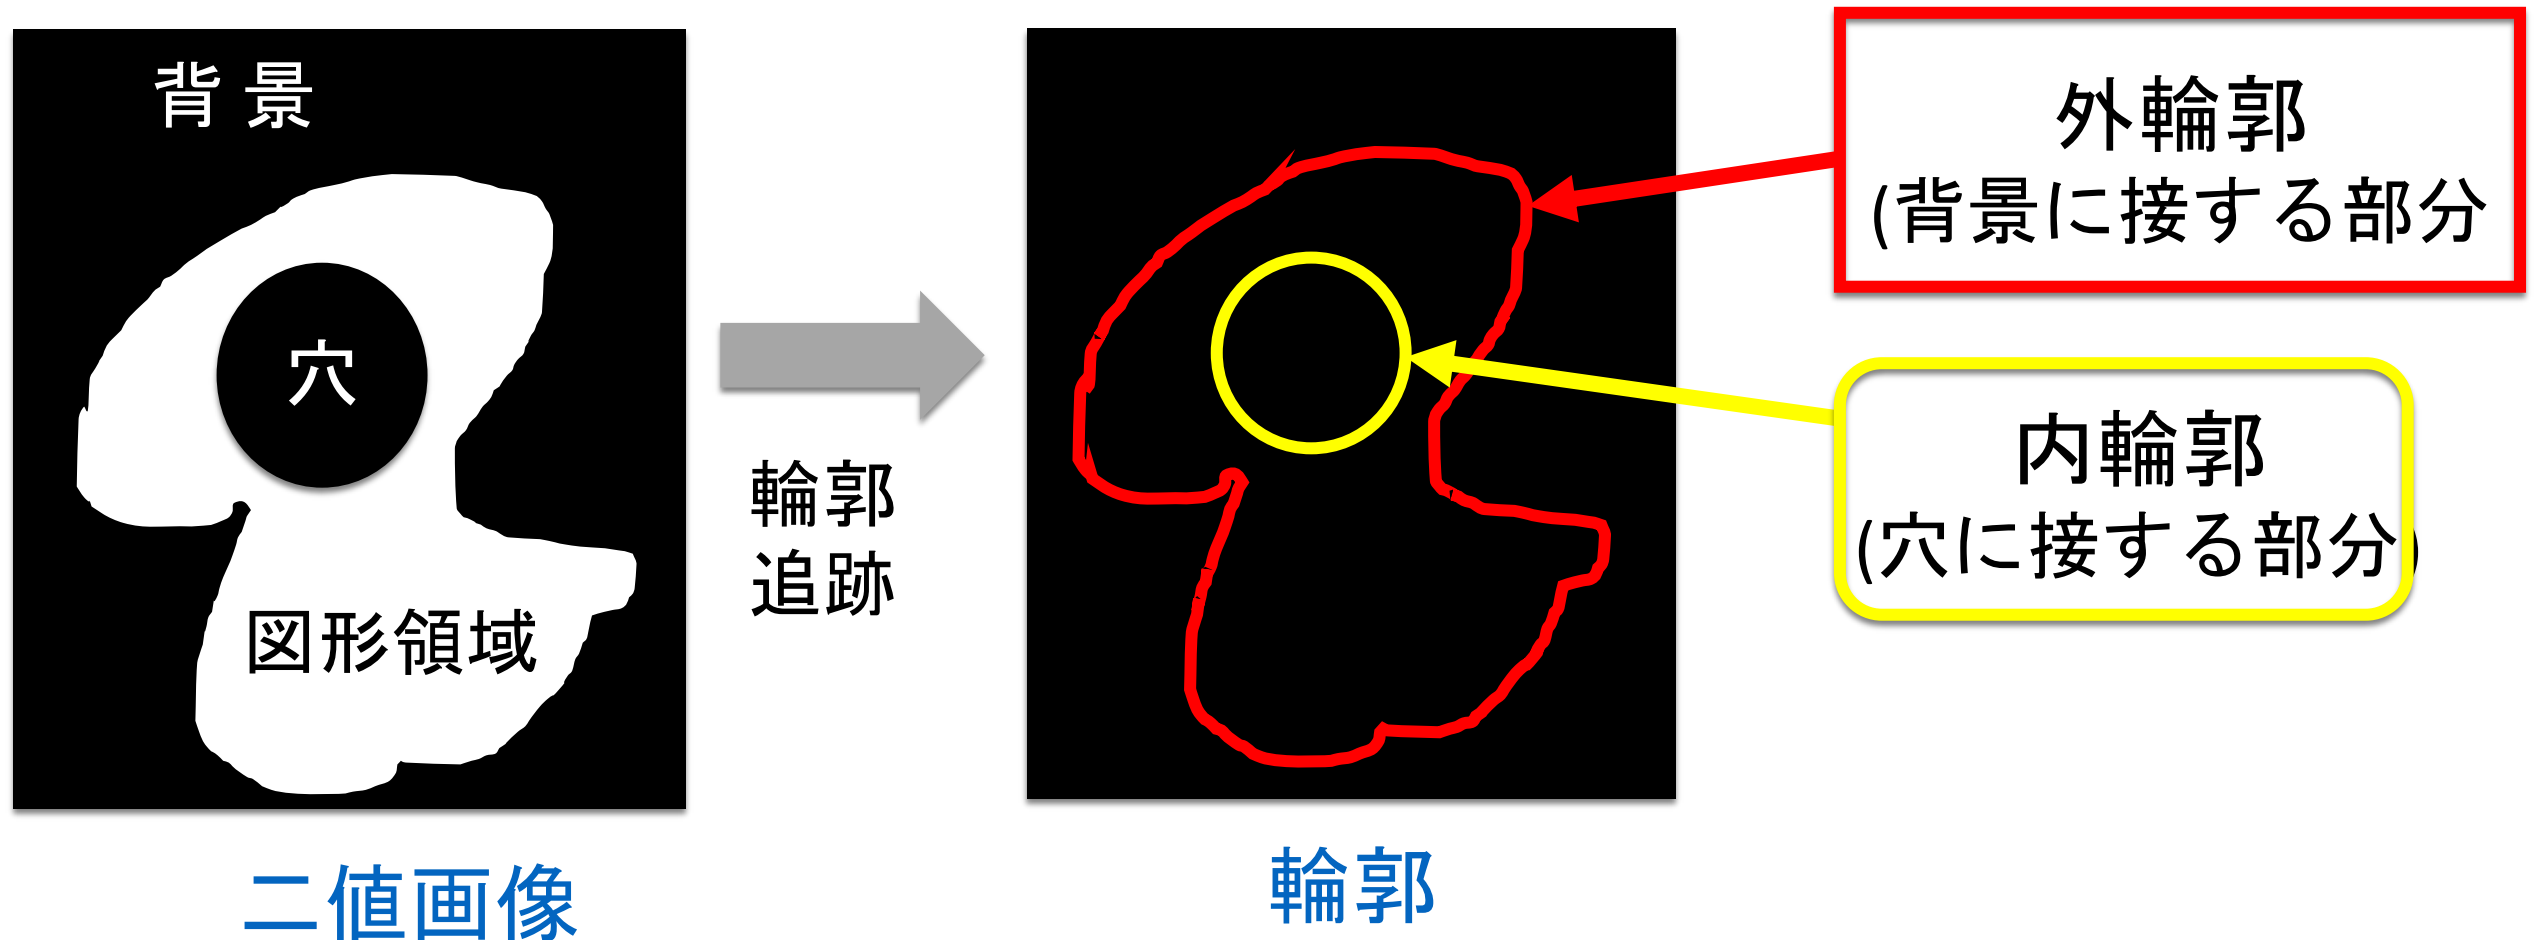 背景
穴
図形領域
二値画像
輪郭
追跡
輪郭
外輪郭
(背景に接する部分
内輪郭
(穴に接する部分)